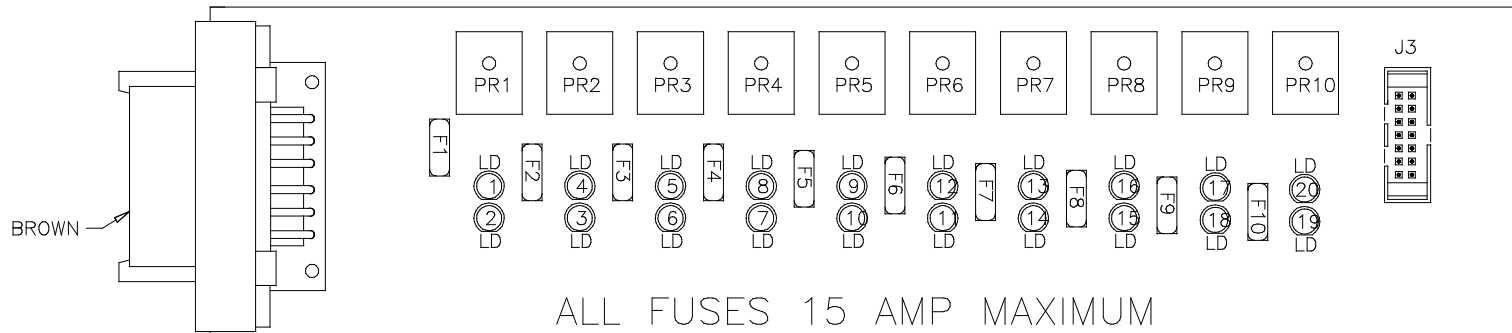 J3
PR1 PR2 PR3 PR4 PR5 PR6 PR7 PR8 PR9 PR10
F1 F2 F3 F4 F5 F6 F7 F8 F9 F10
LD LD LD LD LD LD LD LD LD LD
1 4 5 8 9 12 13 16 17 20
2 3 6 7 10 11 14 15 18 19
LD LD LD LD LD LD LD LD LD LD
BROWN
ALL FUSES 15 AMP MAXIMUM